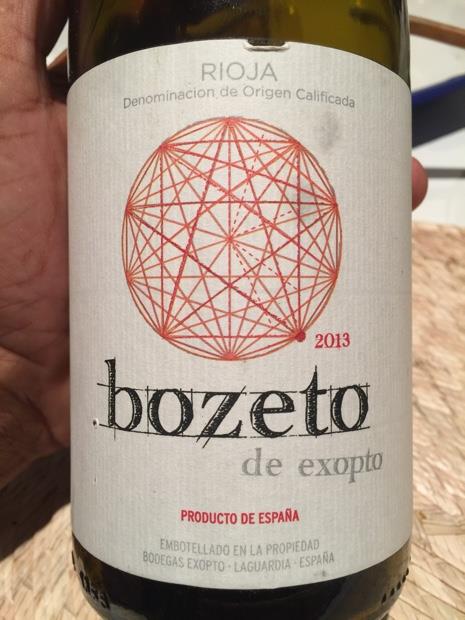 RIOJA
Denominacion de Origen Calificada
2013
bozeto
de exopto
PRODUCTO DE ESPAÑA
EMBOTELLADO EN LA PROPIEDAD
BODEGAS EXOPTO · LAGUARDIA · ESPAÑA